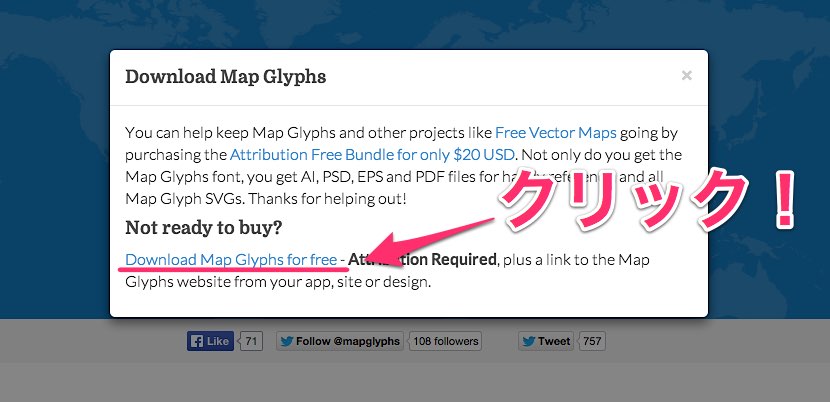 Download Map Glyphs
×
You can help keep Map Glyphs and other projects like Free Vector Maps going by
purchasing the Attribution Free Bundle for only $20 USD. Not only do you get the
Map Glyphs font, you get AI, PSD, EPS and PDF files for and all
Map Glyph SVGs. Thanks for helping out!
クリック！
Not ready to buy?
Download Map Glyphs for free - Attribution Required, plus a link to the Map
Glyphs website from your app, site or design.
Like 71 Follow @mapglyphs 108 followers Tweet 757